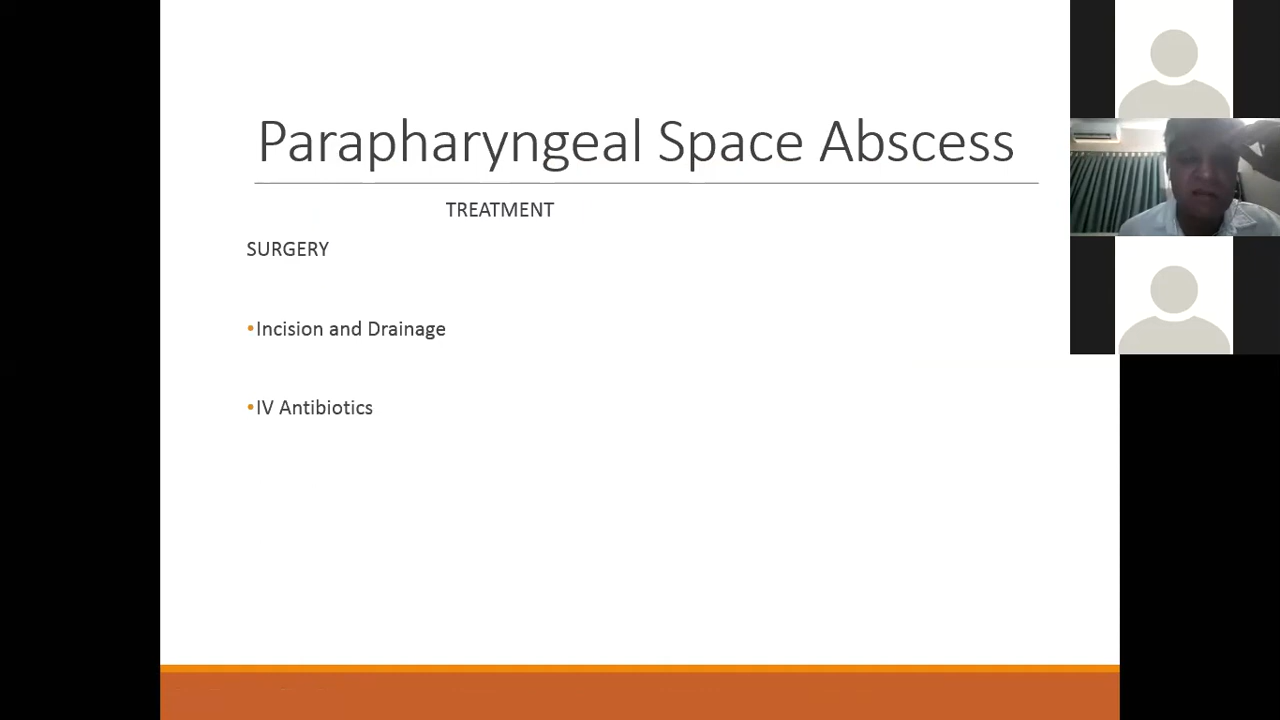 Parapharyngeal Space Abscess
TREATMENT
SURGERY
•Incision and Drainage
•IV Antibiotics